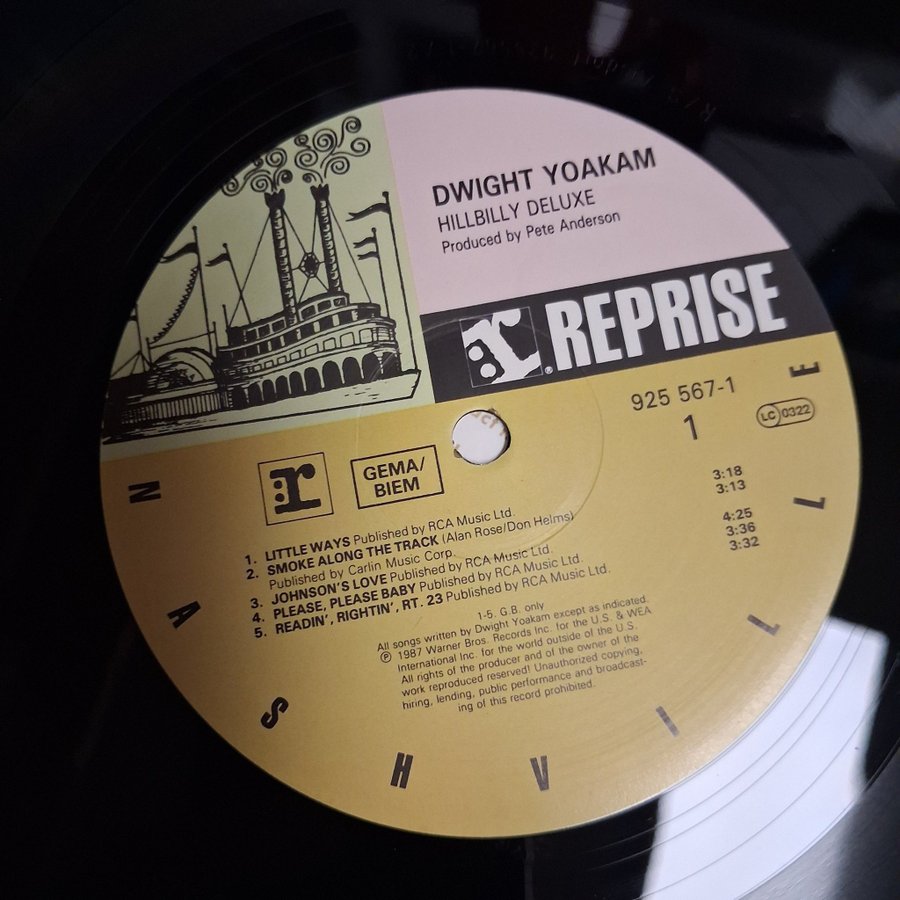 DWIGHT YOAKAM
HILLBILLY DELUXE
Produced by Pete Anderson
r® REPRISE
925 567-1
1
LC 0322
r
GEMA/
BIEM
1. LITTLE WAYS Published by RCA Music Ltd. 3:18
2. SMOKE ALONG THE TRACK (Alan Rose/Don Helms) 3:13
Published by Carlin Music Corp.
3. JOHNSON'S LOVE Published by RCA Music Ltd. 4:25
4. PLEASE, PLEASE BABY Published by RCA Music Ltd. 3:36
5. READIN', RIGHTIN', RT. 23 Published by RCA Music Ltd. 3:32
1-5. G.B. only
All songs written by Dwight Yoakam except as indicated.
℗ 1987 Warner Bros. Records Inc. for the U.S. & WEA
International Inc. for the world outside of the U.S.
All rights of the producer and of the owner of the
work reproduced reserved! Unauthorized copying,
hiring, lending, public performance and broadcast-
ing of this record prohibited.
NASHVILLE